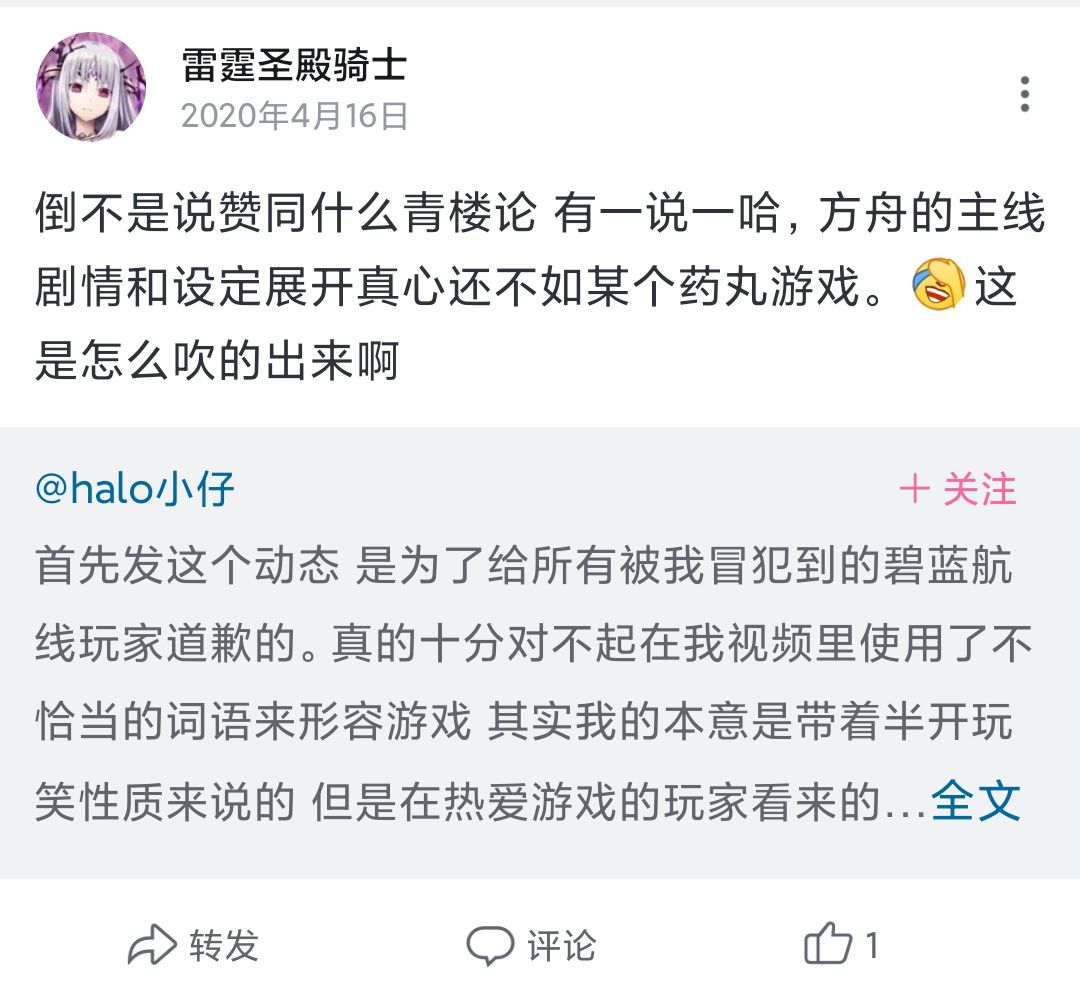 雷霆圣殿骑士
2020年4月16日
倒不是说赞同什么青楼论 有一说一哈，方舟的主线
剧情和设定展开真心还不如某个药丸游戏。😂这
是怎么吹的出来啊
@halo小仔
＋关注
首先发这个动态 是为了给所有被我冒犯到的碧蓝航
线玩家道歉的。真的十分对不起在我视频里使用了不
恰当的词语来形容游戏 其实我的本意是带着半开玩
笑性质来说的 但是在热爱游戏的玩家看来的...全文
转发
评论
1